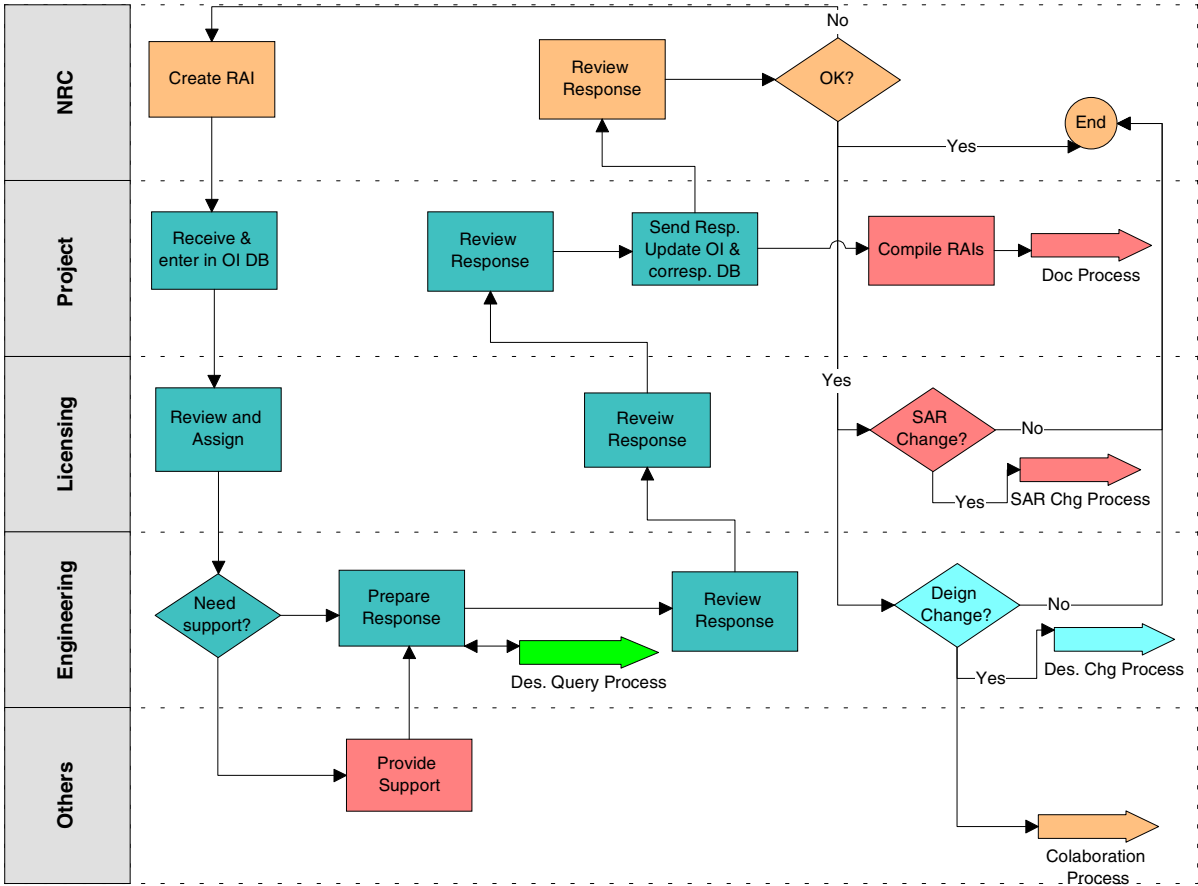 NRC
Create RAI
Review
Response
No
OK?
End
Yes
Project
Receive &
enter in OI DB
Review
Response
Send Resp.
Update OI &
corresp. DB
Compile RAIs
Doc Process
Licensing
Review and
Assign
Reveiw
Response
Yes
SAR
Change?
No
Yes
SAR Chg Process
Engineering
Need
support?
Prepare
Response
Des. Query Process
Review
Response
Deign
Change?
No
Yes
Des. Chg Process
Others
Provide
Support
Colaboration
Process